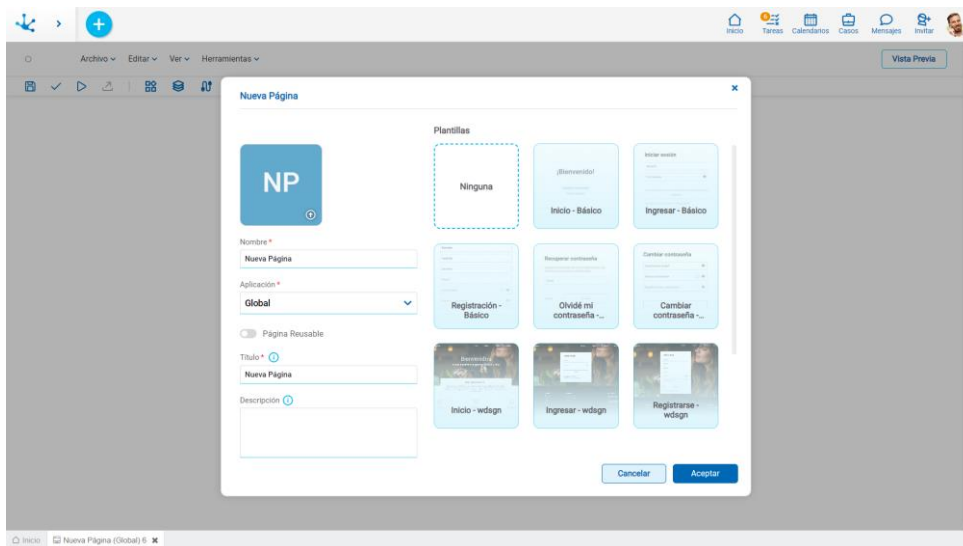 Inicio
6
Tareas
Calendarios
Casos
Mensajes
Invitar
Archivo
Editar
Ver
Herramientas
Vista Previa
Nueva Página
NP
Nombre *
Nueva Página
Aplicación *
Global
Página Reusable
Título *
Nueva Página
Descripción
Plantillas
Ninguna
¡Bienvenido!
Inicio - Básico
Iniciar sesión
Ingresar - Básico
Registración -
Básico
Recuperar contraseña
Olvidé mi
contraseña -...
Cambiar contraseña
Cambiar
contraseña -...
Bienvenidos
Inicio - wdsgn
Ingresar - wdsgn
Registrarse -
wdsgn
Cancelar
Aceptar
Inicio
Nueva Página (Global) 6